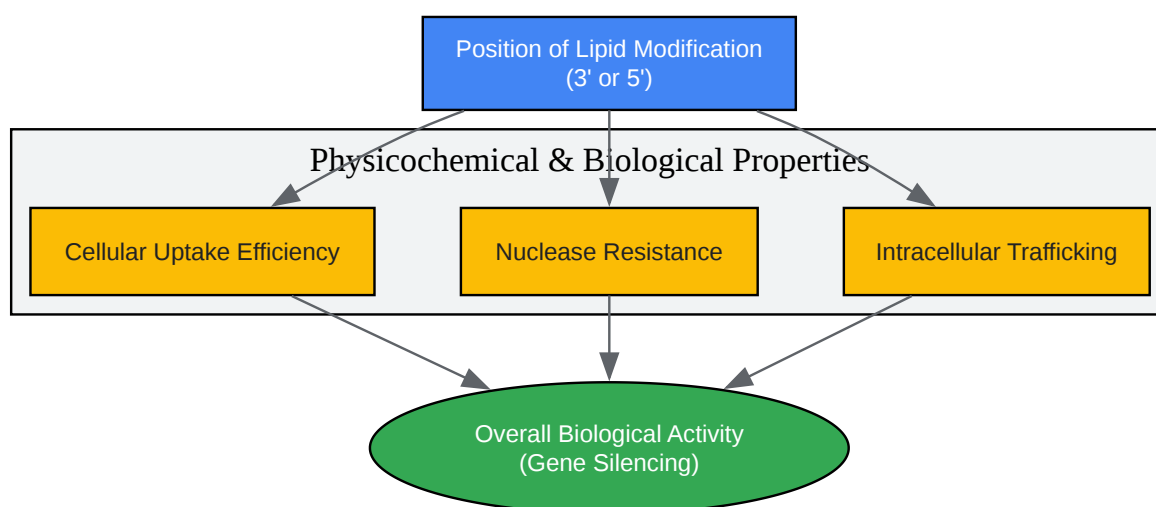 Position of Lipid Modification
(3' or 5')
Physicochemical & Biological Properties
Cellular Uptake Efficiency
Nuclease Resistance
Intracellular Trafficking
Overall Biological Activity
(Gene Silencing)